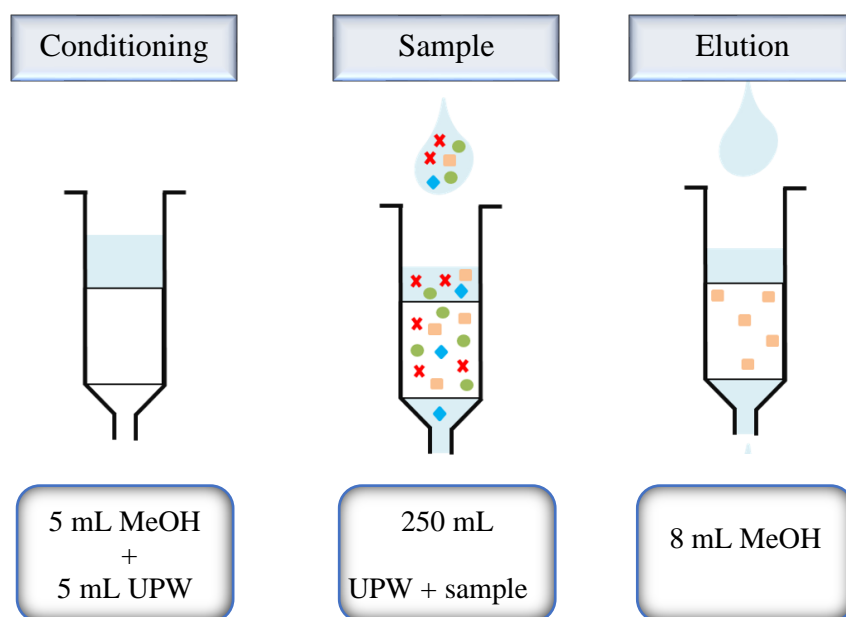 Conditioning
Sample
Elution
5 mL MeOH
+
5 mL UPW
250 mL
UPW + sample
8 mL MeOH